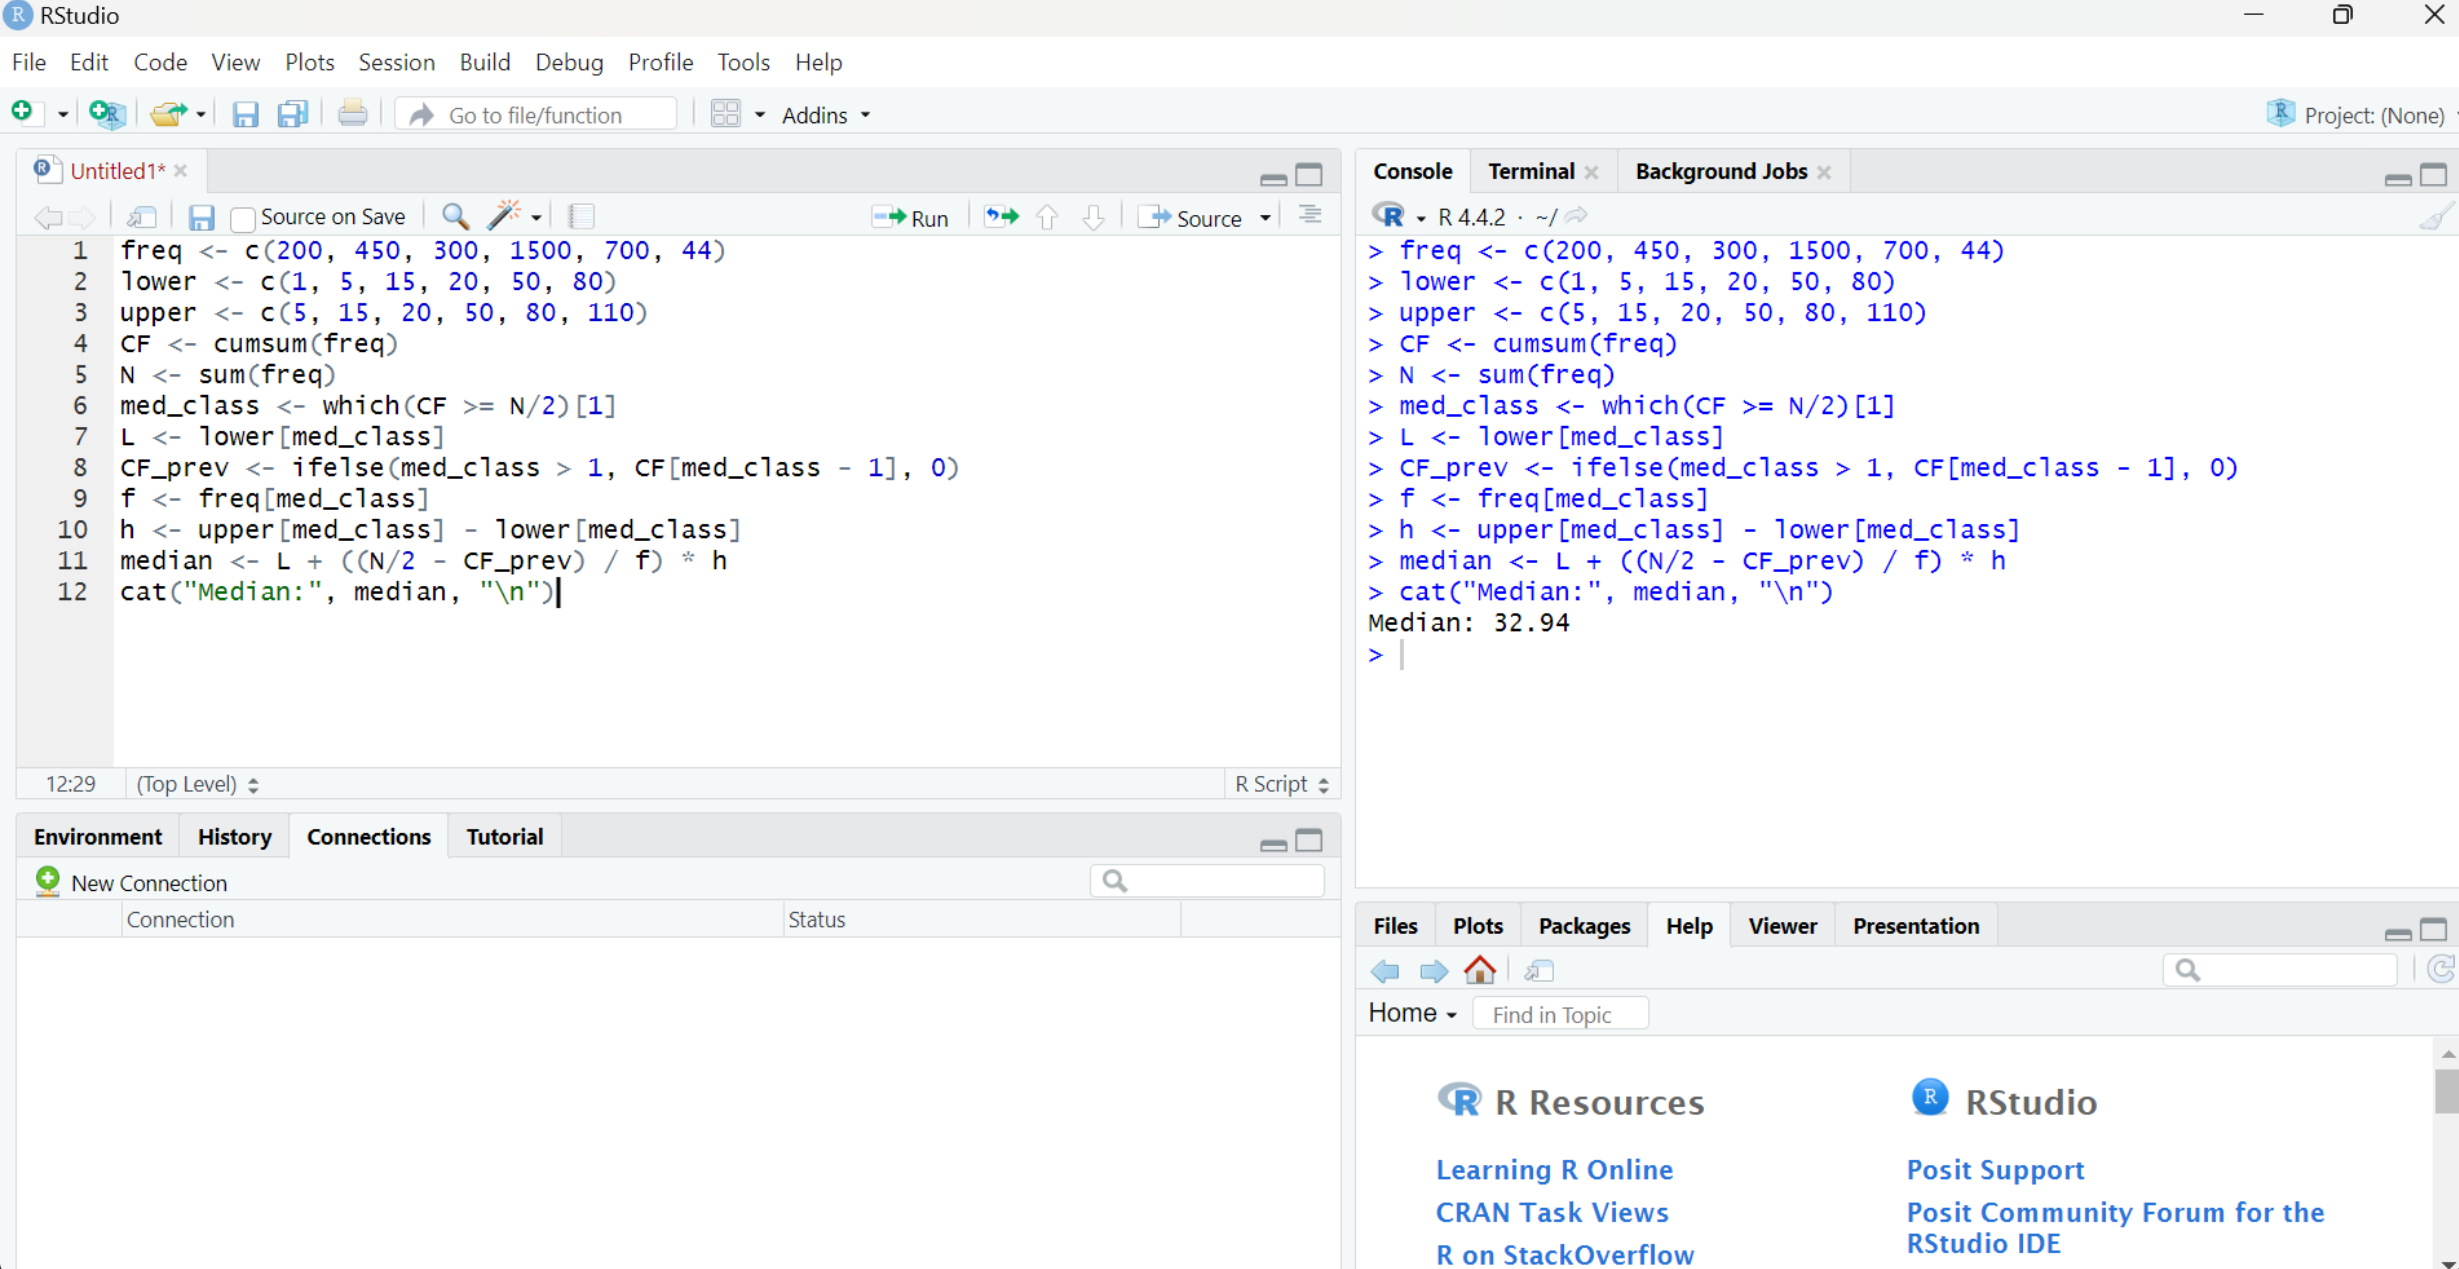 RStudio
File Edit Code View Plots Session Build Debug Profile Tools Help
Go to file/function Addins Project: (None)
Untitled1*
Source on Save Run Source
1 freq <- c(200, 450, 300, 1500, 700, 44)
2 lower <- c(1, 5, 15, 20, 50, 80)
3 upper <- c(5, 15, 20, 50, 80, 110)
4 CF <- cumsum(freq)
5 N <- sum(freq)
6 med_class <- which(CF >= N/2)[1]
7 L <- lower[med_class]
8 CF_prev <- ifelse(med_class > 1, CF[med_class - 1], 0)
9 f <- freq[med_class]
10 h <- upper[med_class] - lower[med_class]
11 median <- L + ((N/2 - CF_prev) / f) * h
12 cat("Median:", median, "\n")
12:29 (Top Level) R Script
Environment History Connections Tutorial
New Connection
Connection Status
Console Terminal Background Jobs
R 4.4.2 · ~/
> freq <- c(200, 450, 300, 1500, 700, 44)
> lower <- c(1, 5, 15, 20, 50, 80)
> upper <- c(5, 15, 20, 50, 80, 110)
> CF <- cumsum(freq)
> N <- sum(freq)
> med_class <- which(CF >= N/2)[1]
> L <- lower[med_class]
> CF_prev <- ifelse(med_class > 1, CF[med_class - 1], 0)
> f <- freq[med_class]
> h <- upper[med_class] - lower[med_class]
> median <- L + ((N/2 - CF_prev) / f) * h
> cat("Median:", median, "\n")
Median: 32.94
>
Files Plots Packages Help Viewer Presentation
Home Find in Topic
R Resources
Learning R Online
CRAN Task Views
R on StackOverflow
RStudio
Posit Support
Posit Community Forum for the
RStudio IDE